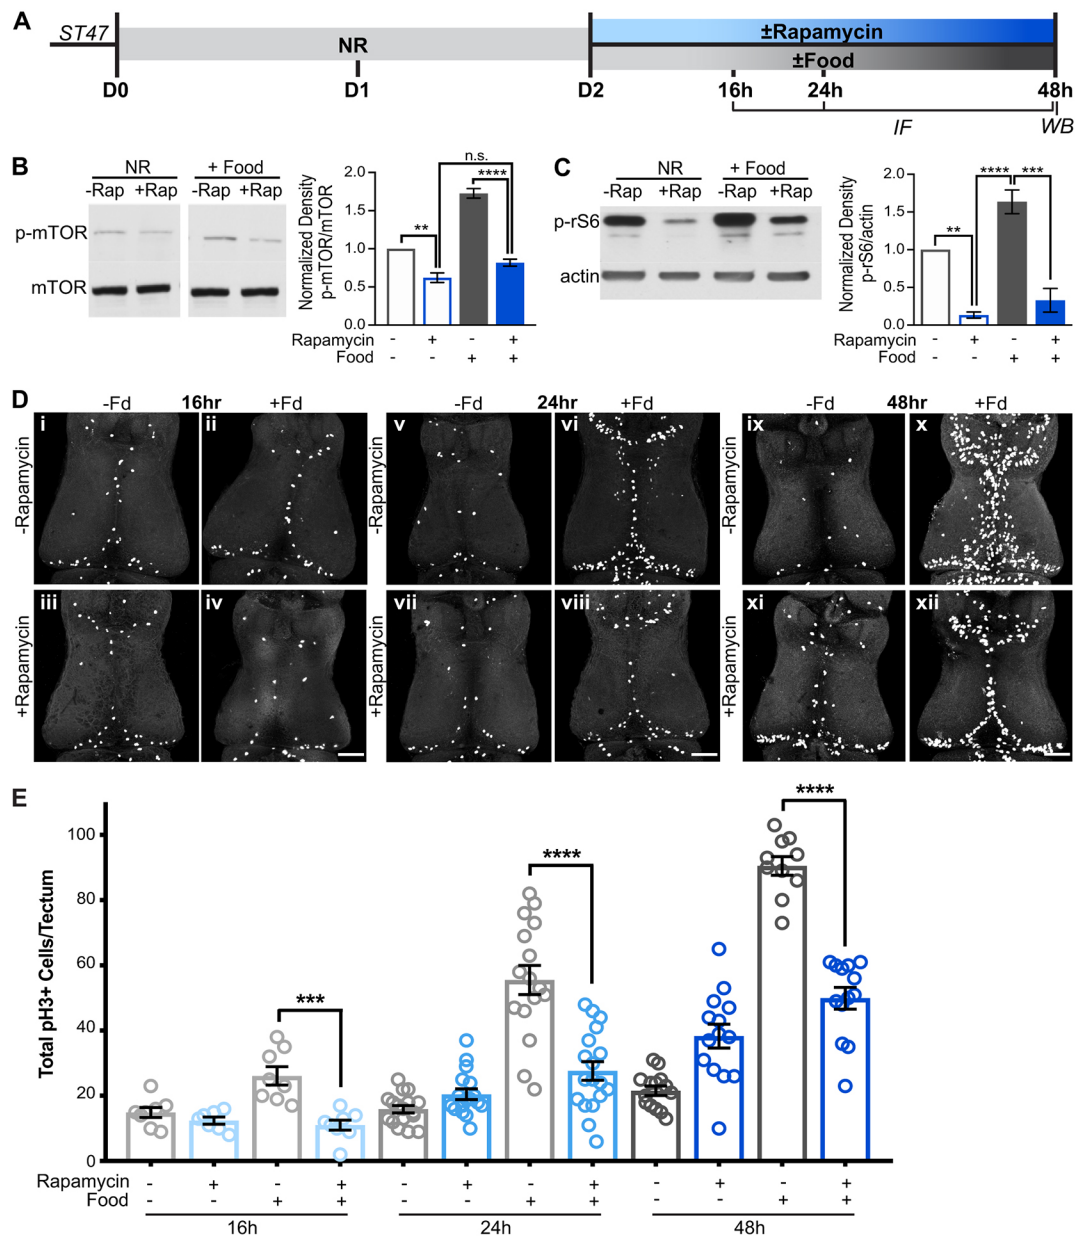 A
ST47
NR
±Rapamycin
±Food
D0
D1
D2
16h
24h
48h
IF
WB
B
NR
+ Food
-Rap
+Rap
-Rap
+Rap
p-mTOR
mTOR
Normalized Density
p-mTOR/mTOR
2.0
1.5
1.0
0.5
0.0
**
n.s.
****
Rapamycin - + - +
Food - - + +
C
NR
+ Food
-Rap
+Rap
-Rap
+Rap
p-rS6
actin
Normalized Density
p-rS6/actin
2.0
1.5
1.0
0.5
0.0
**
****
***
Rapamycin - + - +
Food - - + +
D
-Fd 16hr +Fd
-Fd 24hr +Fd
-Fd 48hr +Fd
-Rapamycin
i
ii
-Rapamycin
v
vi
-Rapamycin
ix
x
+Rapamycin
iii
iv
+Rapamycin
vii
viii
+Rapamycin
xi
xii
E
Total pH3+ Cells/Tectum
100
80
60
40
20
0
***
****
****
Rapamycin - + - + - + - + - + - +
Food - - + + - - + + - - + +
16h
24h
48h